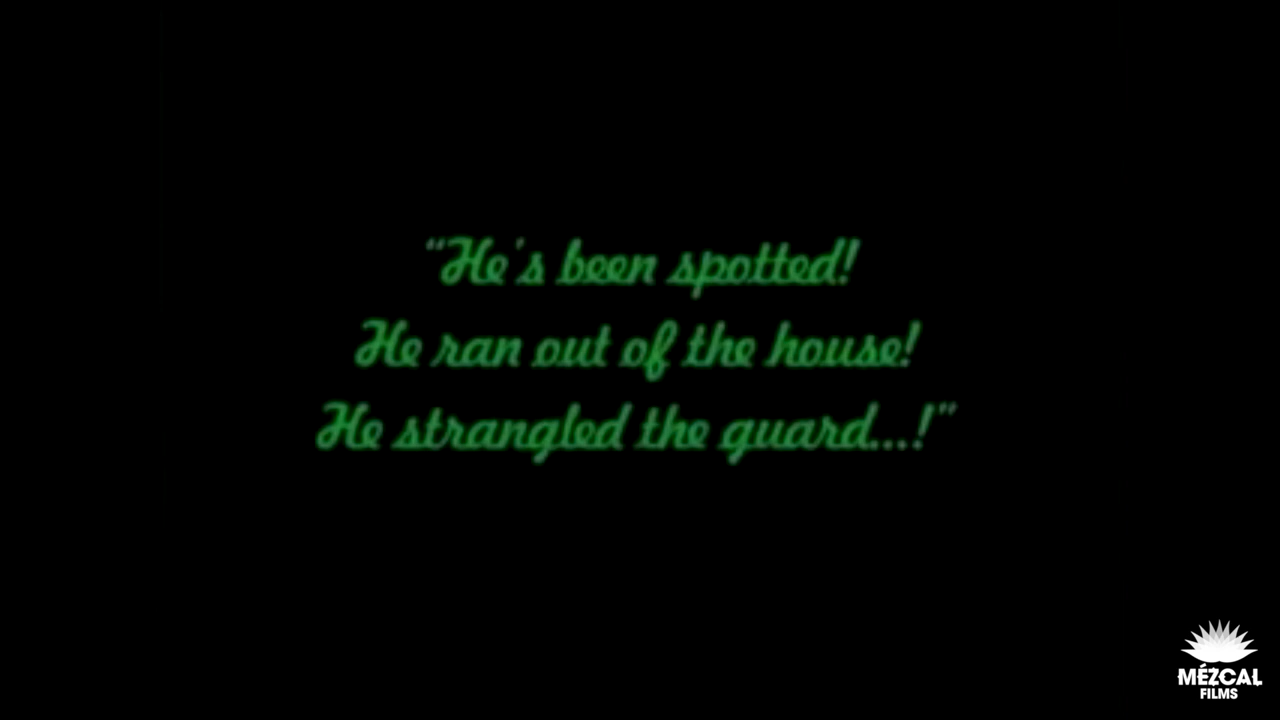 “He's been spotted!
He ran out of the house!
He strangled the guard...!”
MÉZCAL
FILMS